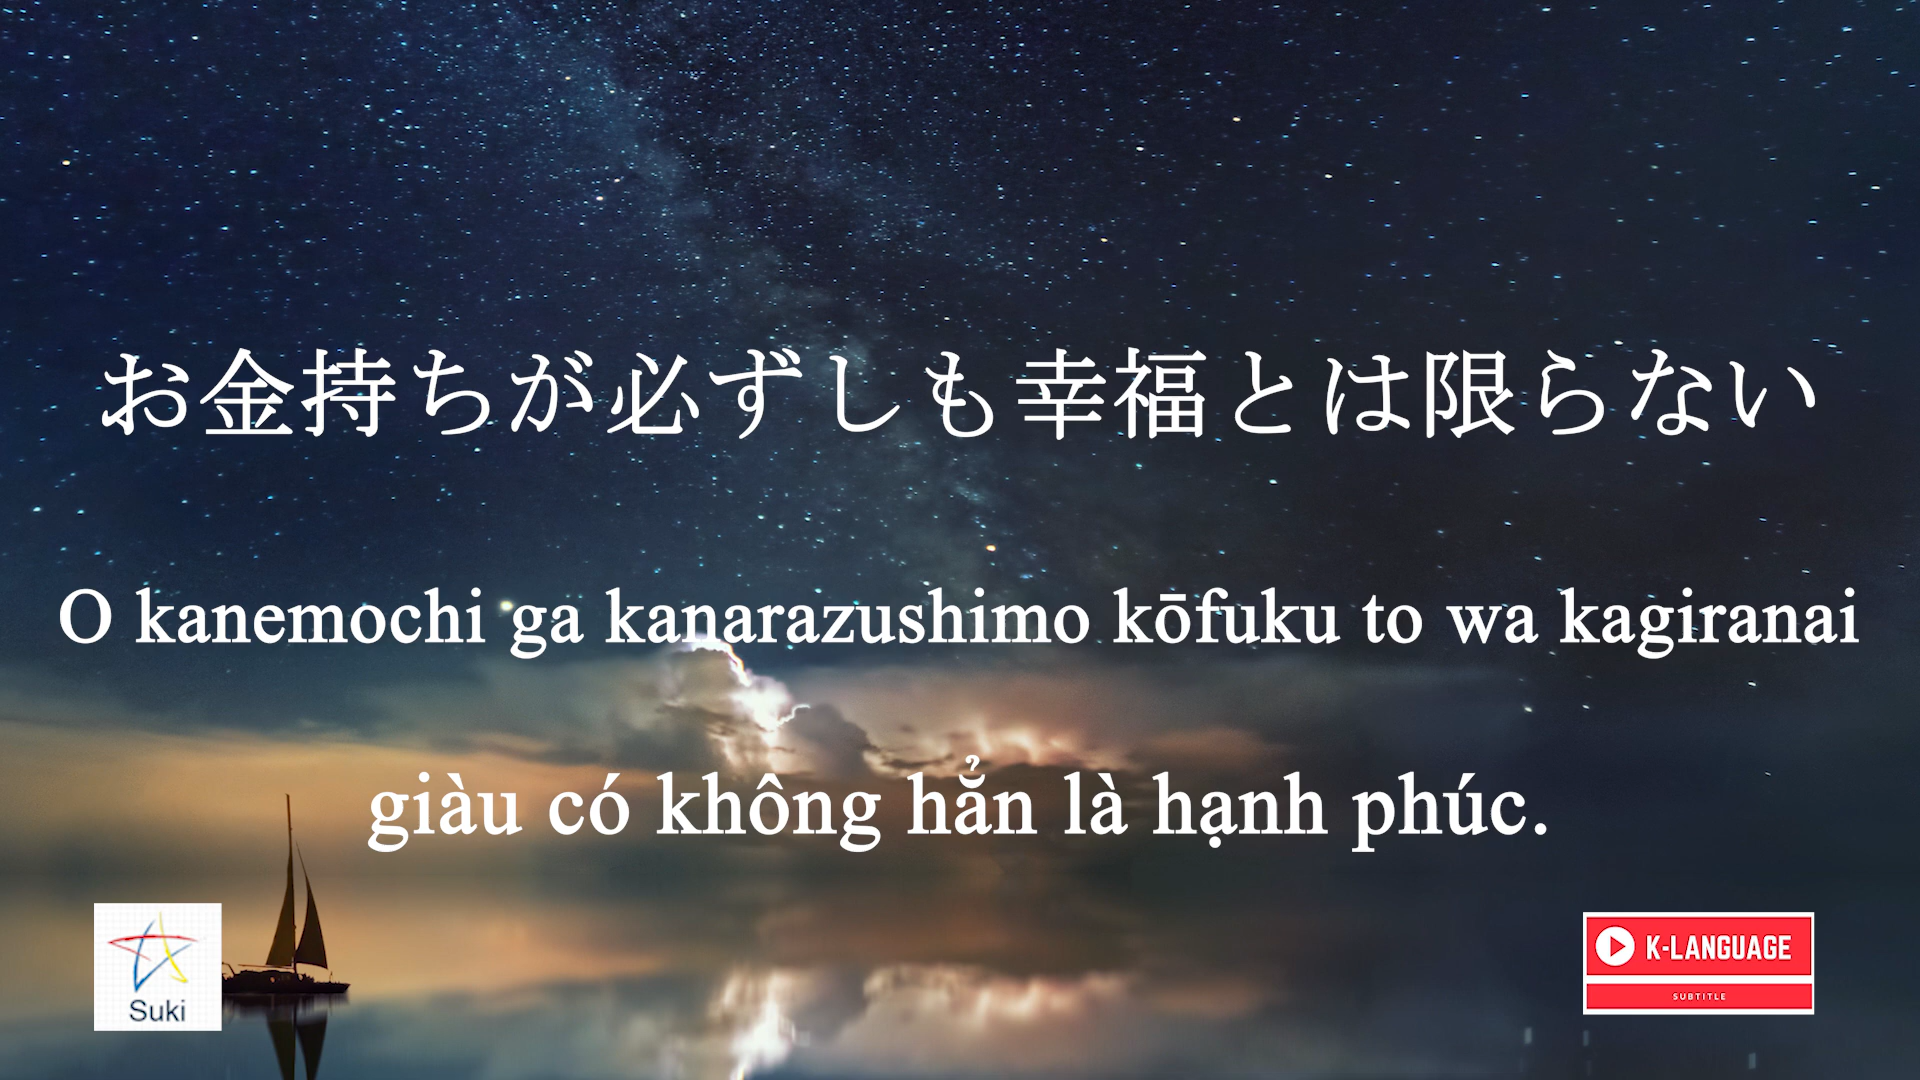 お金持ちが必ずしも幸福とは限らない
O kanemochi ga kanarazushimo kōfuku to wa kagiranai
giàu có không hẳn là hạnh phúc.
Suki
K-LANGUAGE
SUBTITLE